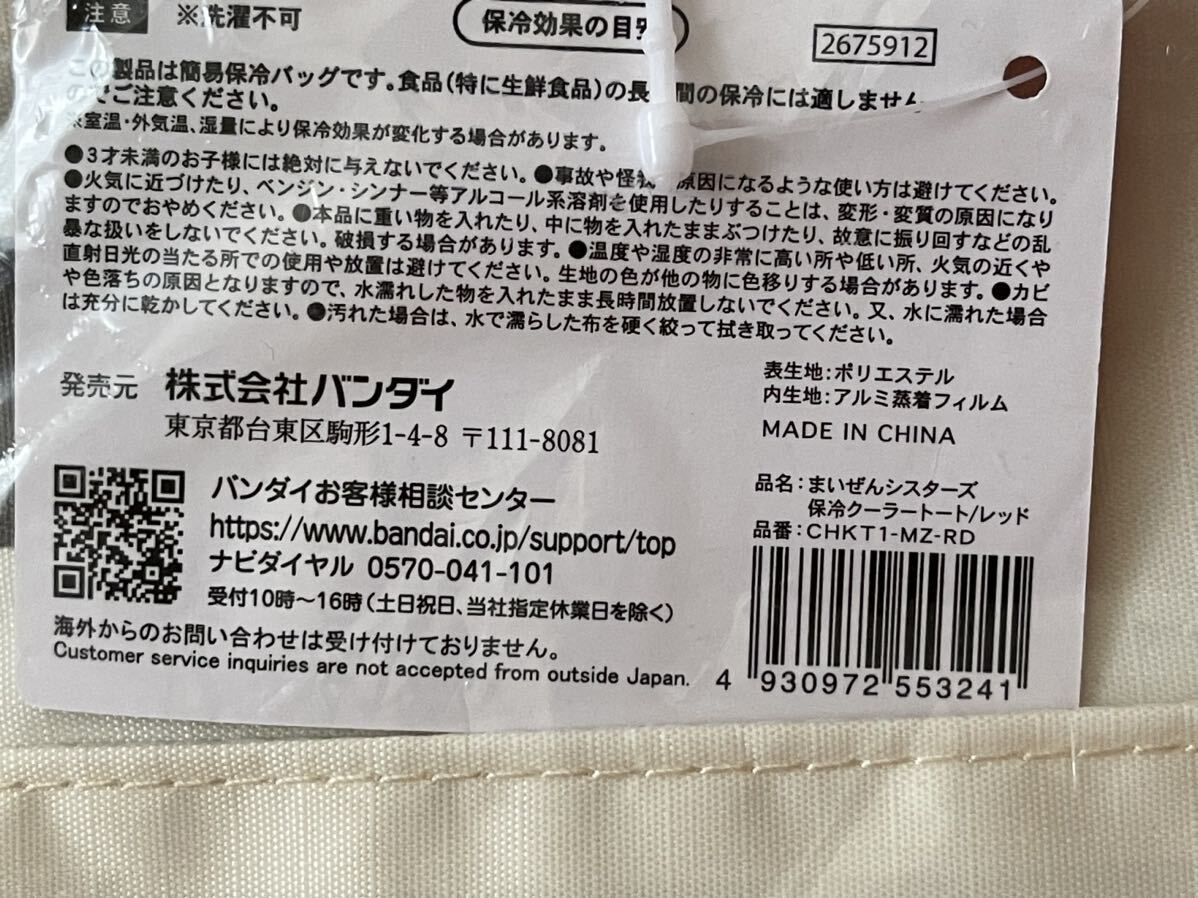 注意 ※洗濯不可 保冷効果の目安
2675912
この製品は簡易保冷バッグです。食品(特に生鮮食品)の長 間の保冷には適しません
のでご注意ください。
※室温・外気温、湿量により保冷効果が変化する場合があります。
●3才未満のお子様には絶対に与えないでください。●事故や怪我 原因になるような使い方は避けてください。
●火気に近づけたり、ベンジン・シンナー等アルコール系溶剤を使用したりすることは、変形・変質の原因になり
ますのでおやめください。●本品に重い物を入れたり、中に物を入れたままぶつけたり、故意に振り回すなどの乱
暴な扱いをしないでください。破損する場合があります。●温度や湿度の非常に高い所や低い所、火気の近くや
直射日光の当たる所での使用や放置は避けてください。生地の色が他の物に色移りする場合があります。●カビ
や色落ちの原因となりますので、水濡れした物を入れたまま長時間放置しないでください。又、水に濡れた場合
は充分に乾かしてください。●汚れた場合は、水で濡らした布を硬く絞って拭き取ってください。
発売元 株式会社バンダイ
東京都台東区駒形1-4-8 〒111-8081
表生地:ポリエステル
内生地:アルミ蒸着フィルム
MADE IN CHINA
バンダイお客様相談センター
https://www.bandai.co.jp/support/top
ナビダイヤル 0570-041-101
受付10時〜16時(土日祝日、当社指定休業日を除く)
海外からのお問い合わせは受け付けておりません。
Customer service inquiries are not accepted from outside Japan.
品名:まいぜんシスターズ
保冷クーラートート/レッド
品番:CHKT1-MZ-RD
4 930972 553241